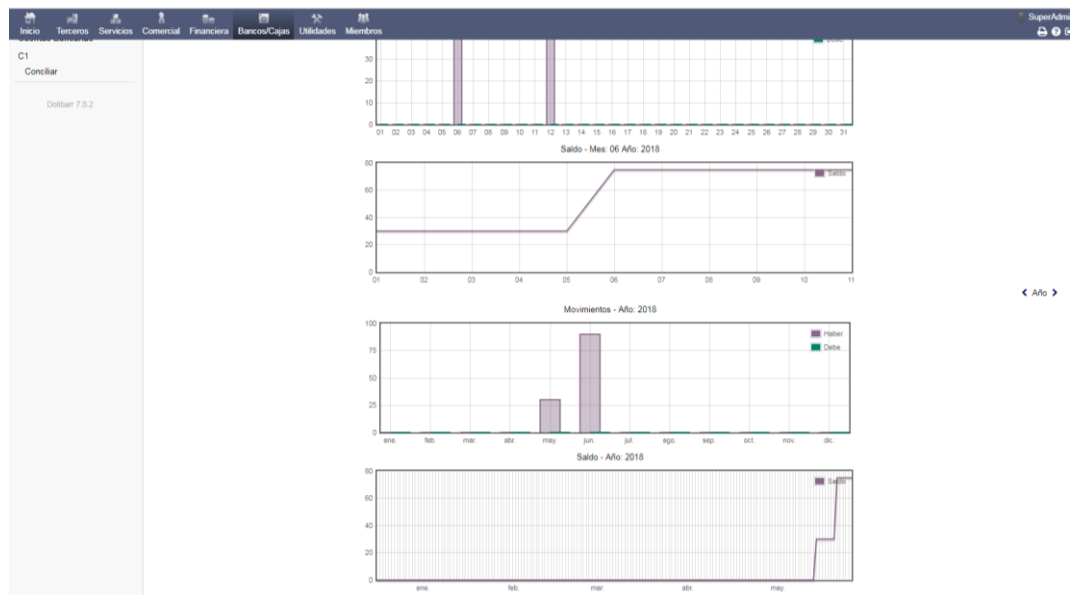 Inicio Terceros Servicios Comercial Financiera Bancos/Cajas Utilidades Miembros
SuperAdmi
C1
Conciliar
Dolibarr 7.0.2
30
20
10
0
01 02 03 04 05 06 07 08 09 10 11 12 13 14 15 16 17 18 19 20 21 22 23 24 25 26 27 28 29 30 31
Saldo - Mes: 06 Año: 2018
80
Saldo
60
40
20
0
01 02 03 04 05 06 07 08 09 10 11
< Año >
Movimientos - Año: 2018
100
Haber
Debe
75
50
25
0
ene. feb. mar. abr. may. jun. jul. ago. sep. oct. nov. dic.
Saldo - Año: 2018
80
Saldo
60
40
20
0
ene. feb. mar. abr. may.